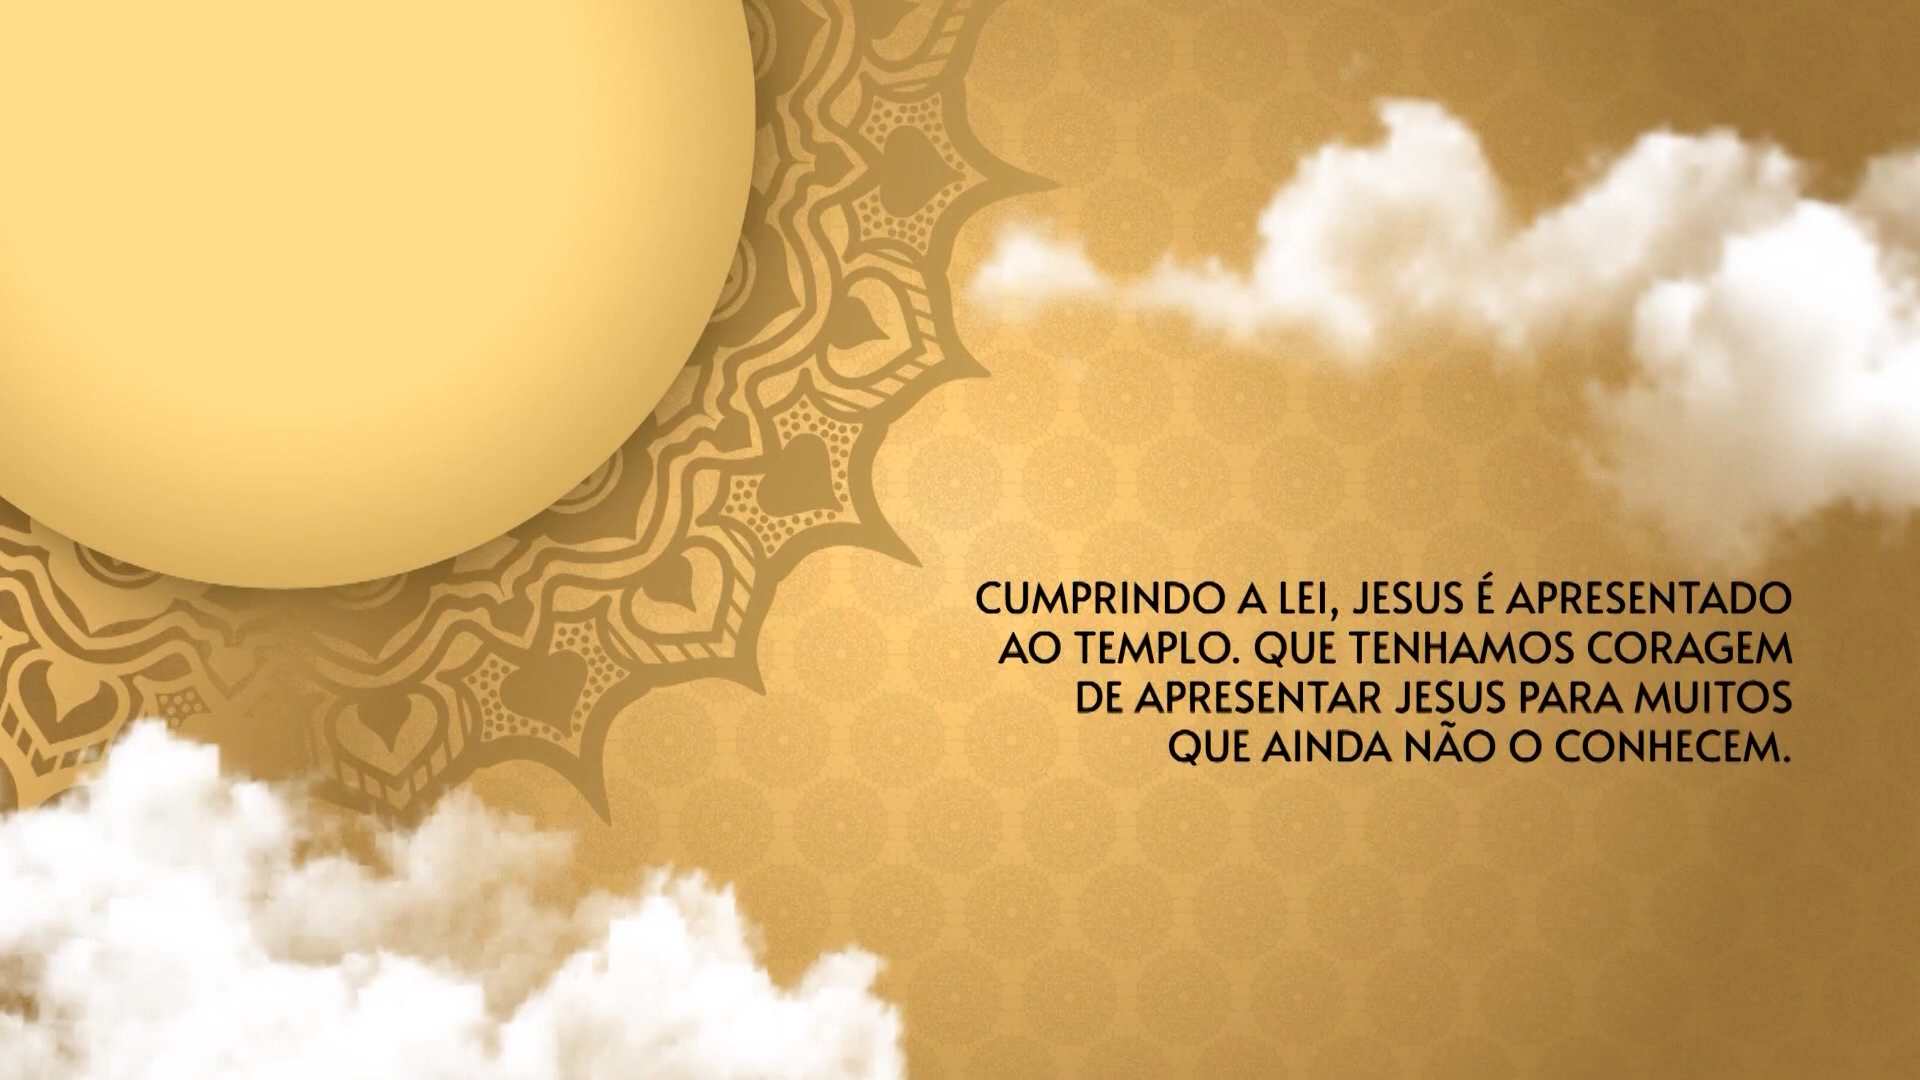 CUMPRINDO A LEI, JESUS É APRESENTADO
AO TEMPLO. QUE TENHAMOS CORAGEM
DE APRESENTAR JESUS PARA MUITOS
QUE AINDA NÃO O CONHECEM.